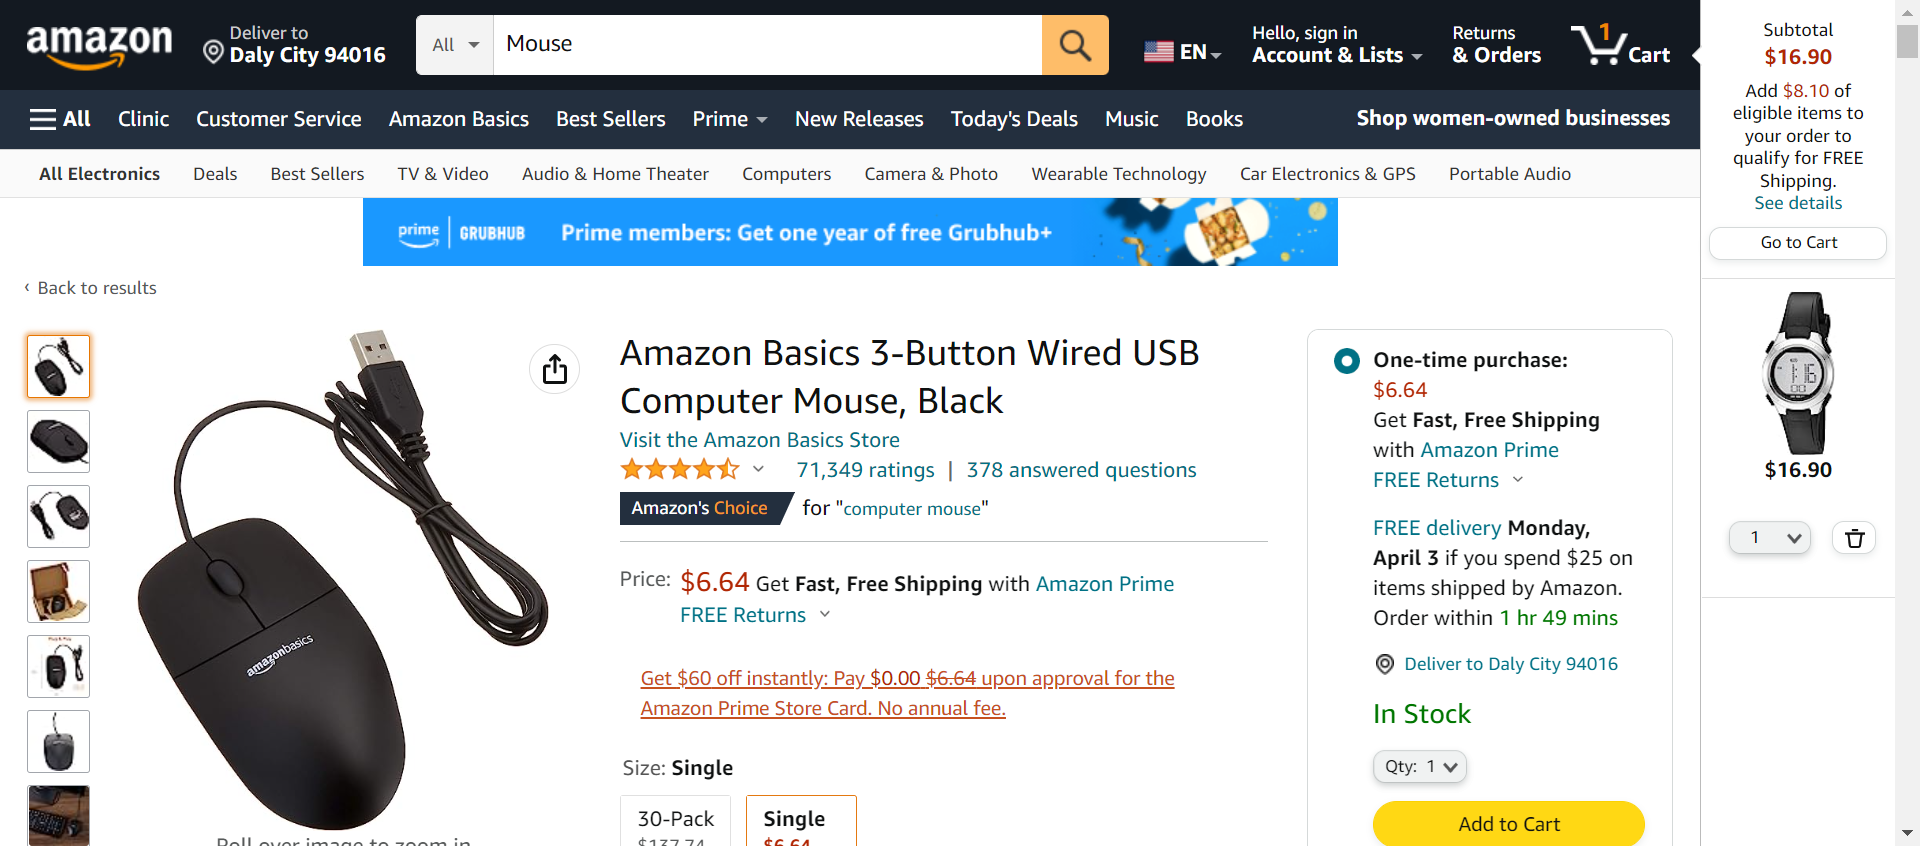 amazon
Deliver to
Daly City 94016
All
Mouse
EN
Hello, sign in
Account & Lists
Returns
& Orders
1
Cart
All
Clinic
Customer Service
Amazon Basics
Best Sellers
Prime
New Releases
Today's Deals
Music
Books
Shop women-owned businesses
All Electronics
Deals
Best Sellers
TV & Video
Audio & Home Theater
Computers
Camera & Photo
Wearable Technology
Car Electronics & GPS
Portable Audio
prime
GRUBHUB
Prime members: Get one year of free Grubhub+
‹ Back to results
amazonbasics
Roll over image to zoom in
Amazon Basics 3-Button Wired USB
Computer Mouse, Black
Visit the Amazon Basics Store
71,349 ratings | 378 answered questions
Amazon's Choice for "computer mouse"
Price: $6.64 Get Fast, Free Shipping with Amazon Prime
FREE Returns
Get $60 off instantly: Pay $0.00 $6.64 upon approval for the
Amazon Prime Store Card. No annual fee.
Size: Single
30-Pack
$137.74
Single
$6.64
One-time purchase:
$6.64
Get Fast, Free Shipping
with Amazon Prime
FREE Returns
FREE delivery Monday,
April 3 if you spend $25 on
items shipped by Amazon.
Order within 1 hr 49 mins
Deliver to Daly City 94016
In Stock
Qty: 1
Add to Cart
Subtotal
$16.90
Add $8.10 of
eligible items to
your order to
qualify for FREE
Shipping.
See details
Go to Cart
1:16
00
$16.90
1